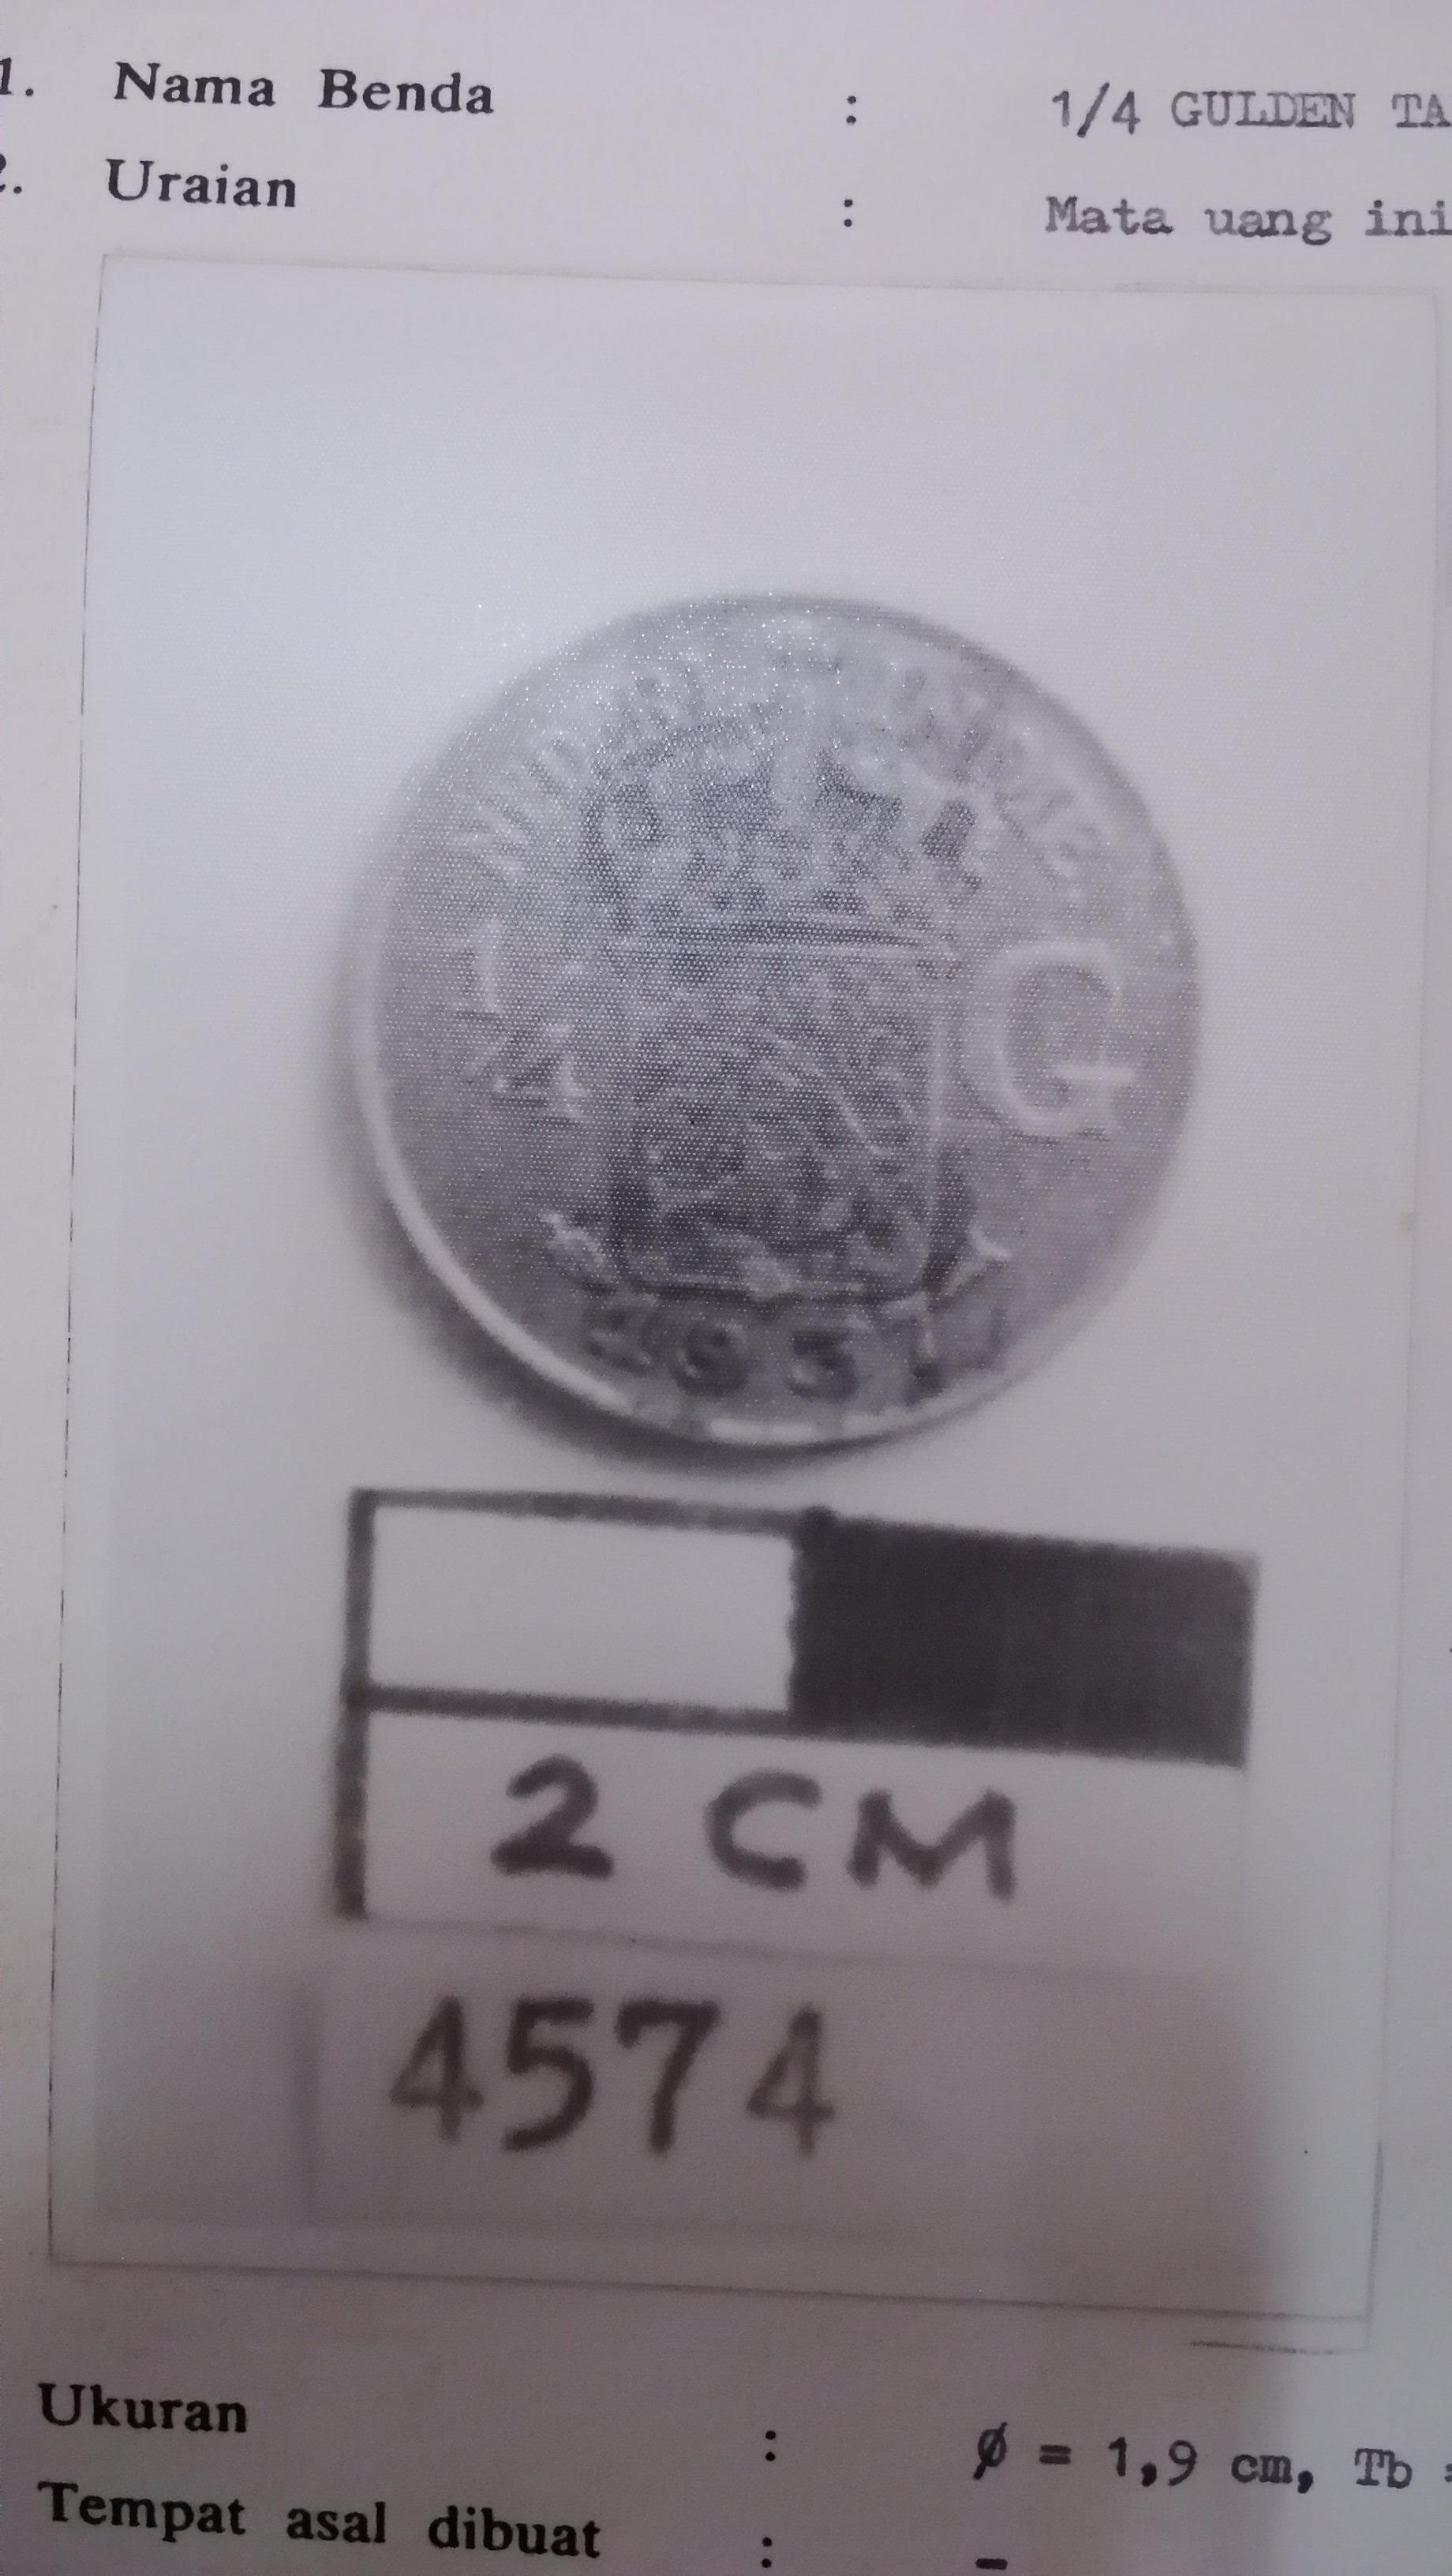 1. Nama Benda : 1/4 GULDEN TA
2. Uraian : Mata uang ini
1
4
G
2 CM
4574
Ukuran : ø = 1,9 cm, Tb
Tempat asal dibuat : -